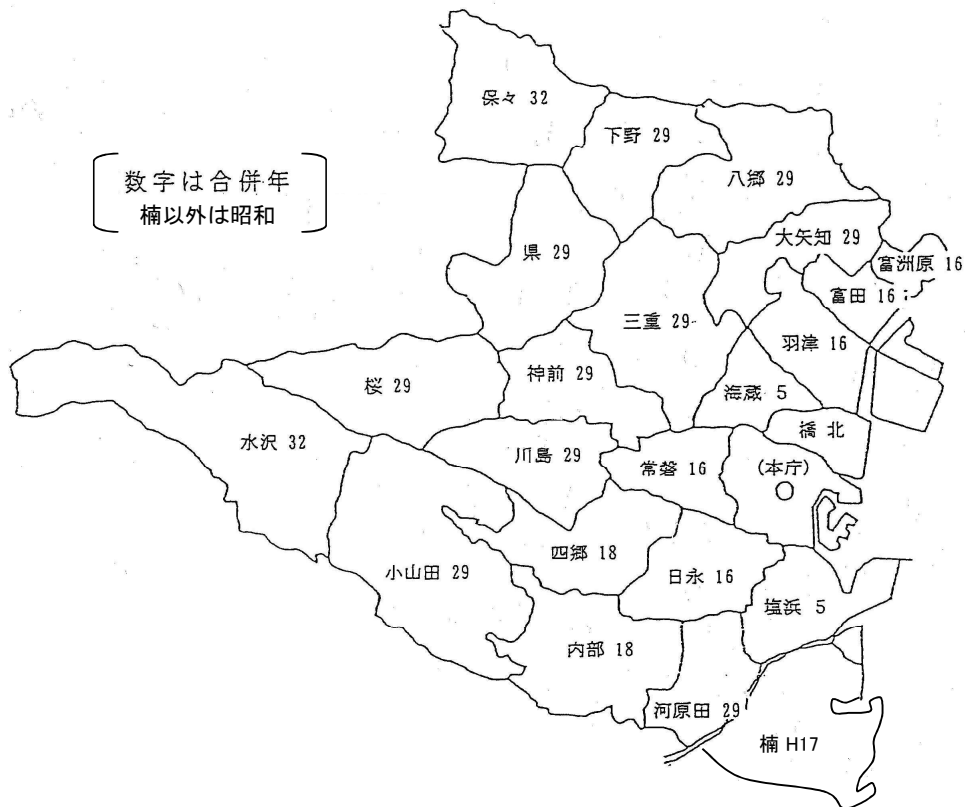 保々 32
下野 29
八郷 29
数字は合併年
楠以外は昭和
大矢知 29
県 29
富洲原 16
富田 16
三重 29
羽津 16
桜 29
神前 29
海蔵 5
橋北
水沢 32
川島 29
常磐 16
(本庁)
四郷 18
小山田 29
日永 16
塩浜 5
内部 18
河原田 29
楠 H17